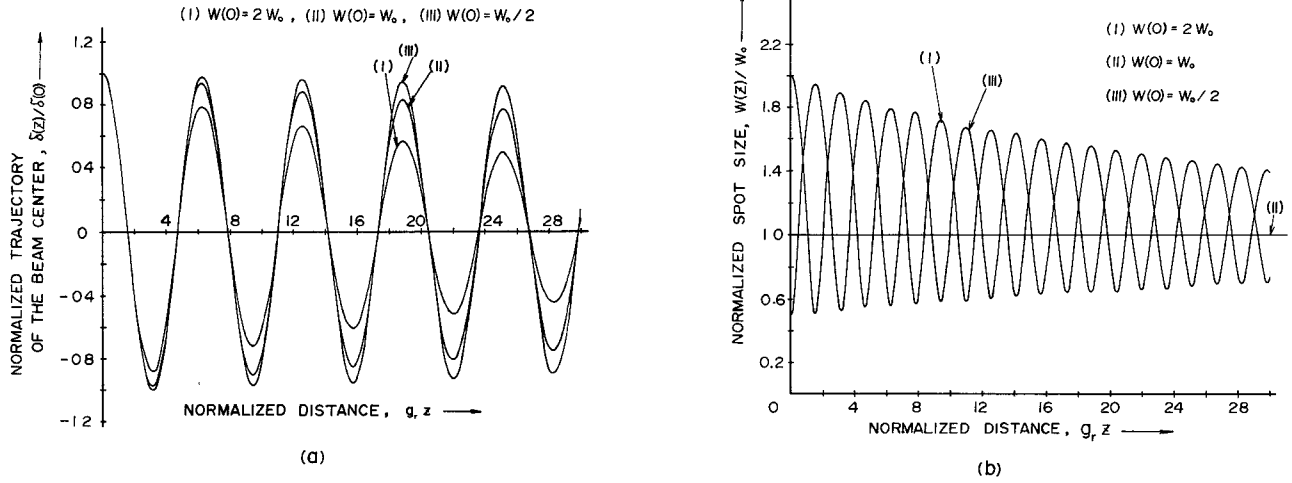 (I) W(0)= 2 W₀ , (II) W(0)= W₀ , (III) W(0)= W₀ / 2
1.2
0.8
0.4
0
-0.4
-0.8
-1.2
4
8
12
16
20
24
28
(I)
(III)
(II)
NORMALIZED TRAJECTORY
OF THE BEAM CENTER , δ(z)/δ(0)
NORMALIZED DISTANCE , gᵣ z
(a)
(I) W(0) = 2 W₀
(II) W(0) = W₀
(III) W(0) = W₀ / 2
2.2
1.8
1.4
1.0
0.6
0.2
0
4
8
12
16
20
24
28
(I)
(III)
(II)
NORMALIZED SPOT SIZE, W(z)/ W₀
NORMALIZED DISTANCE , gᵣ z
(b)